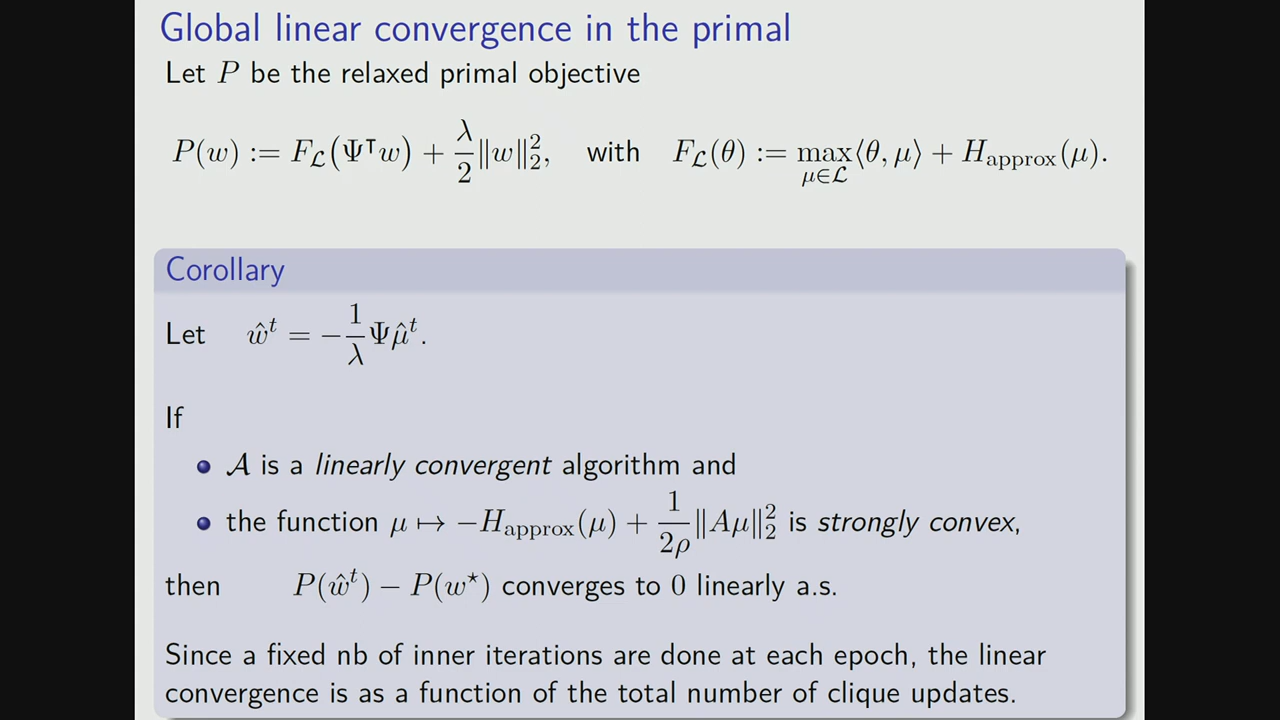 Global linear convergence in the primal
Let P be the relaxed primal objective
P(w) := F_ℒ(Ψ⊺w) + λ/2 ‖w‖₂², with F_ℒ(θ) := max_{μ∈ℒ} ⟨θ, μ⟩ + H_approx(μ).
Corollary
Let ŵᵗ = −1/λ Ψμ̂ᵗ.
If
• 𝒜 is a linearly convergent algorithm and
• the function μ ↦ −H_approx(μ) + 1/2ρ ‖Aμ‖₂² is strongly convex,
then P(ŵᵗ) − P(w⋆) converges to 0 linearly a.s.
Since a fixed nb of inner iterations are done at each epoch, the linear
convergence is as a function of the total number of clique updates.